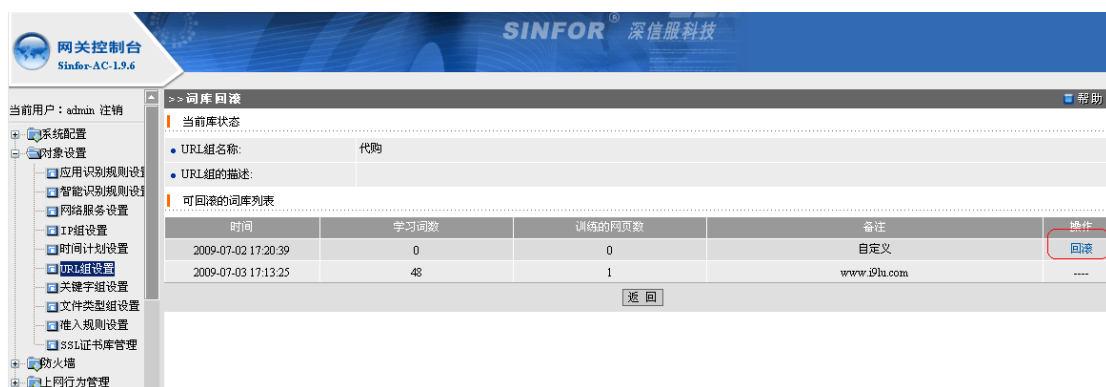 SINFOR® 深信服科技
网关控制台
Sinfor-AC-1.9.6
当前用户：admin 注销
系统配置
对象设置
应用识别规则设
智能识别规则设
网络服务设置
IP组设置
时间计划设置
URL组设置
关键字组设置
文件类型组设置
准入规则设置
SSL证书库管理
防火墙
上网行为管理
>>词库回滚 帮助
当前库状态
URL组名称: 代购
URL组的描述:
可回滚的词库列表
时间 学习词数 训练的网页数 备注 操作
2009-07-02 17:20:39 0 0 自定义 回滚
2009-07-03 17:13:25 48 1 www.i9lu.com ----
返回